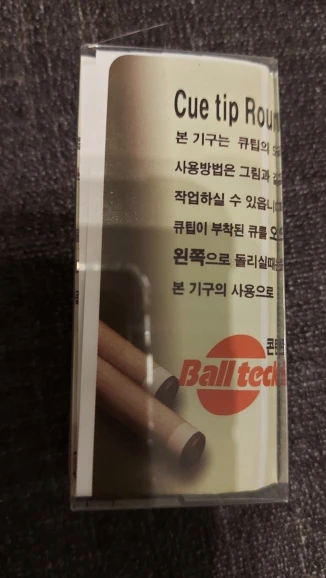 Cue tip
본 기구는 큐팁의
사용방법은 그림과
작업하실 수 있읍니
큐팁이 부착된 큐를
왼쪽으로 돌리실때
본 기구의 사용으로
Ball teck